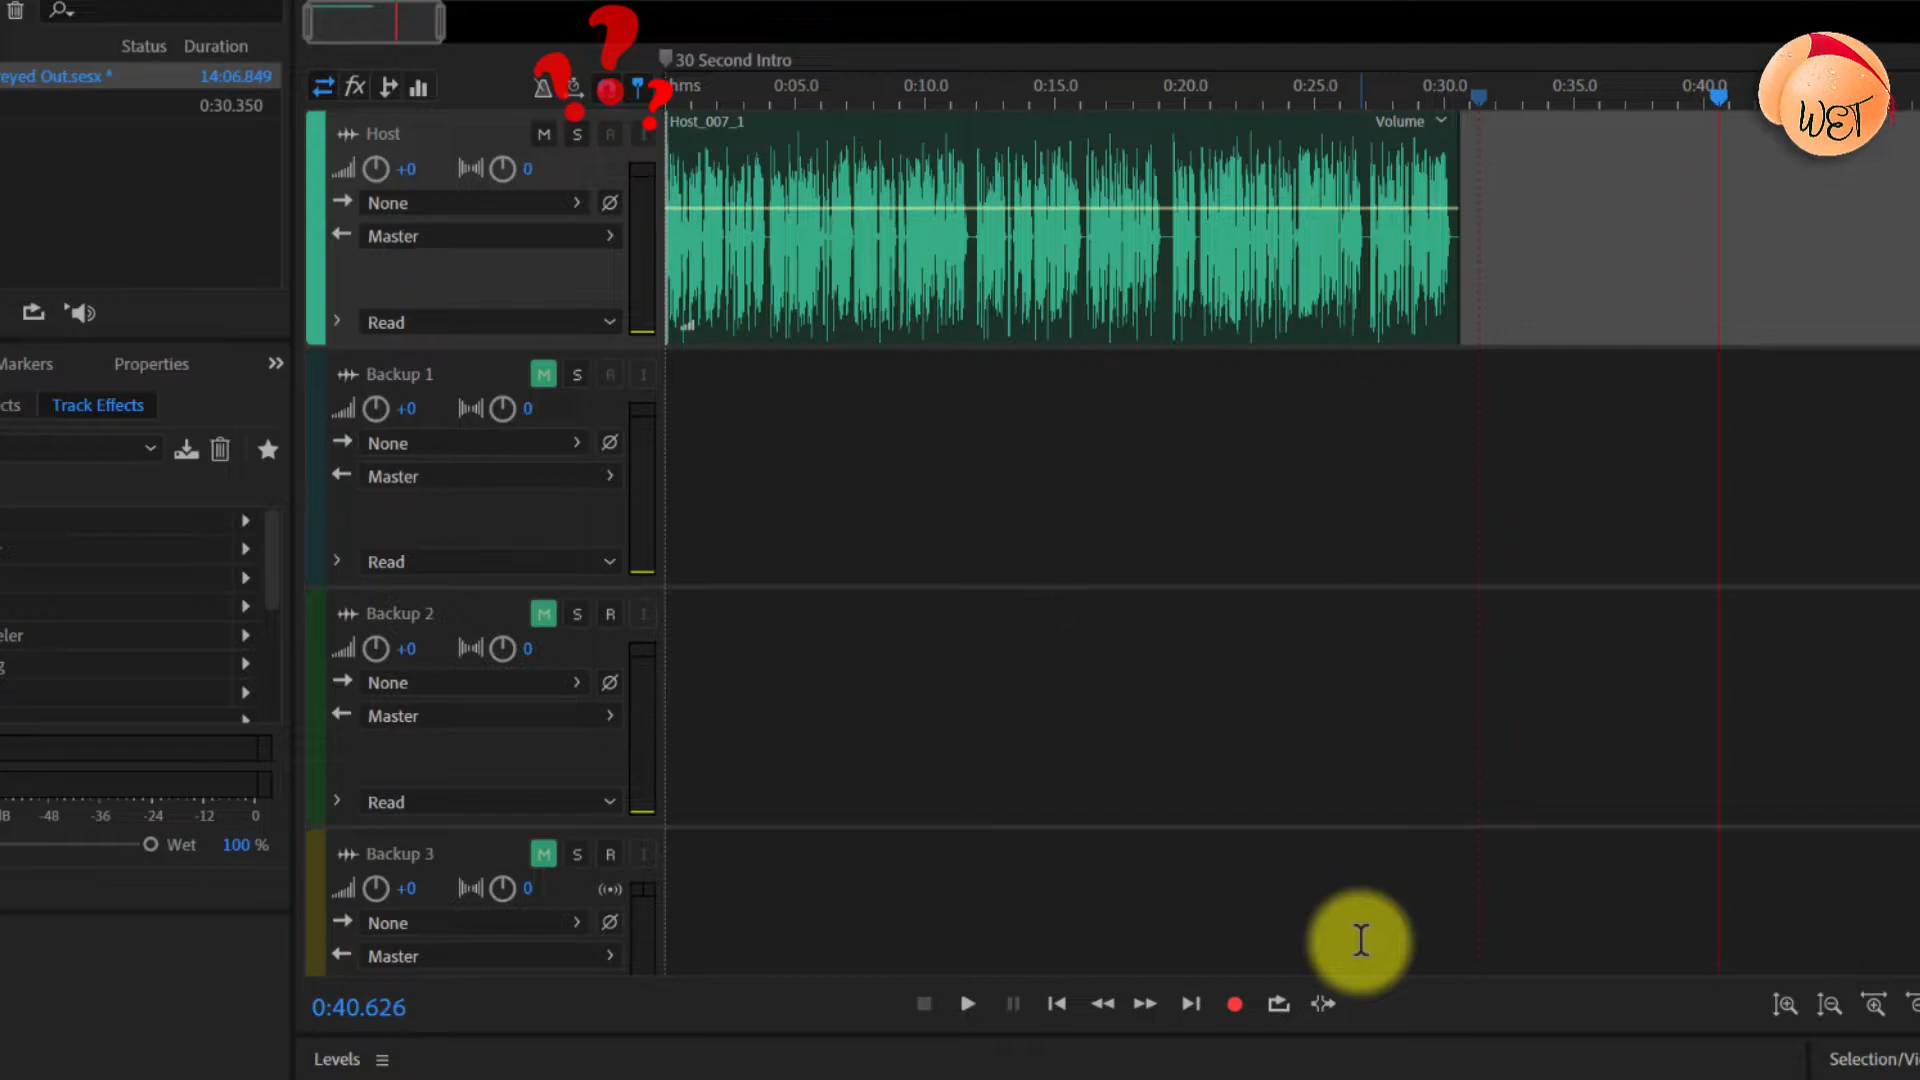 Status Duration
eyed Out.sesx * 14:06.849
0:30.350
Markers Properties
cts Track Effects
eler
g
dB -48 -36 -24 -12 0
Wet 100 %
? ? ?
30 Second Intro
hms 0:05.0 0:10.0 0:15.0 0:20.0 0:25.0 0:30.0 0:35.0 0:40.0
WET
Host M S R I
Host_007_1 Volume
+0 0
None
Master
Read
Backup 1 M S R I
+0 0
None
Master
Read
Backup 2 M S R I
+0 0
None
Master
Read
Backup 3 M S R I
+0 0
None
Master
0:40.626
Levels
Selection/Vi